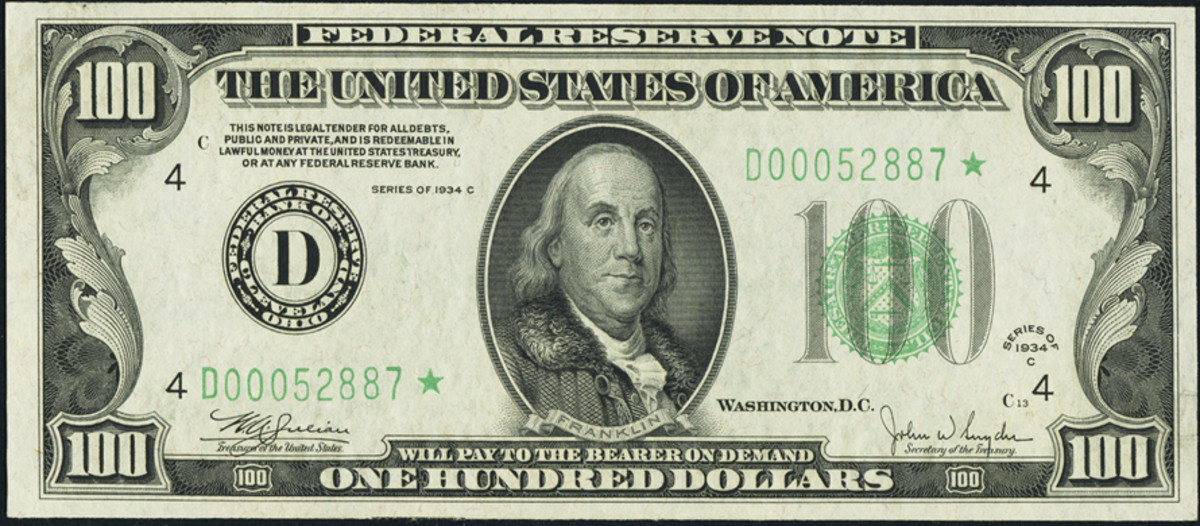 FEDERAL RESERVE NOTE
100
THE UNITED STATES OF AMERICA
100
C
THIS NOTE IS LEGAL TENDER FOR ALL DEBTS,
PUBLIC AND PRIVATE, AND IS REDEEMABLE IN
LAWFUL MONEY AT THE UNITED STATES TREASURY,
OR AT ANY FEDERAL RESERVE BANK.
D00052887 ★
4
4
SERIES OF 1934 C
FEDERAL RESERVE
BANK OF
CLEVELAND
OHIO
D
100
SERIES OF
1934
C
4
D00052887 ★
C13
4
WASHINGTON, D.C.
W A Julian
Treasurer of the United States.
FRANKLIN
John W Snyder
Secretary of the Treasury.
100
WILL PAY TO THE BEARER ON DEMAND
100
100
ONE HUNDRED DOLLARS
100